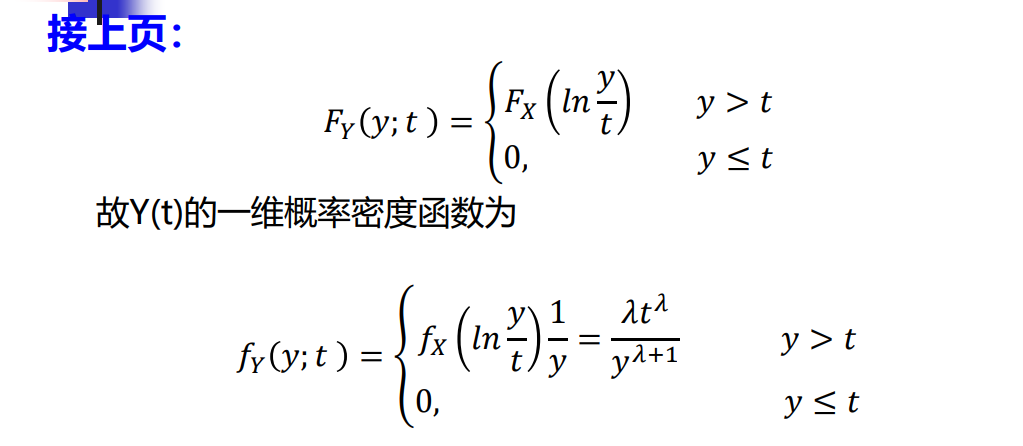 接上页：
F_Y(y;t) = { F_X(ln y/t) y > t
0, y ≤ t
故Y(t)的一维概率密度函数为
f_Y(y;t) = { f_X(ln y/t) 1/y = λt^λ/y^{λ+1} y > t
0, y ≤ t